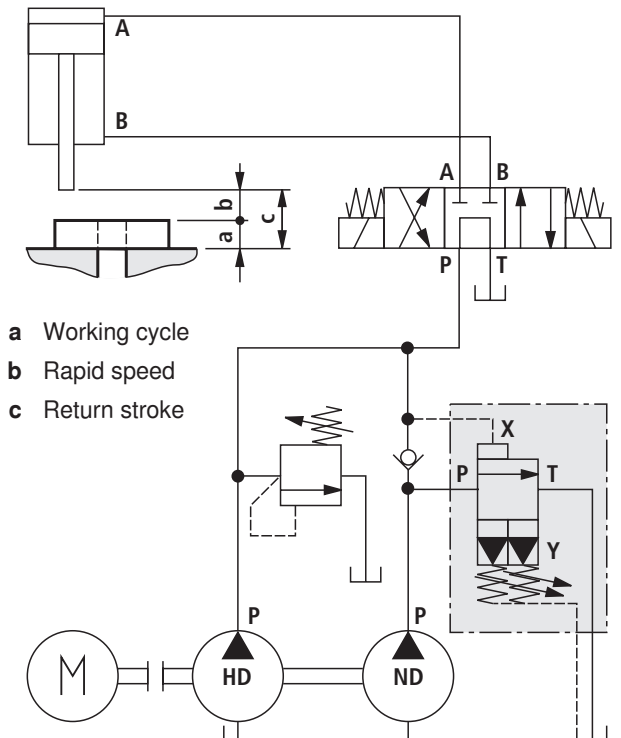 A
B
A B
b
c
a
P T
a Working cycle
b Rapid speed
c Return stroke
X
P T
Y
P P
M HD ND